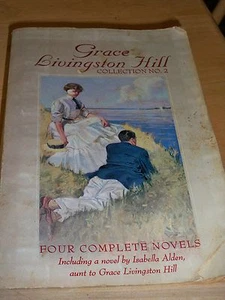 Grace
Livingston Hill
COLLECTION NO. 2
FOUR COMPLETE NOVELS
Including a novel by Isabella Alden,
aunt to Grace Livingston Hill